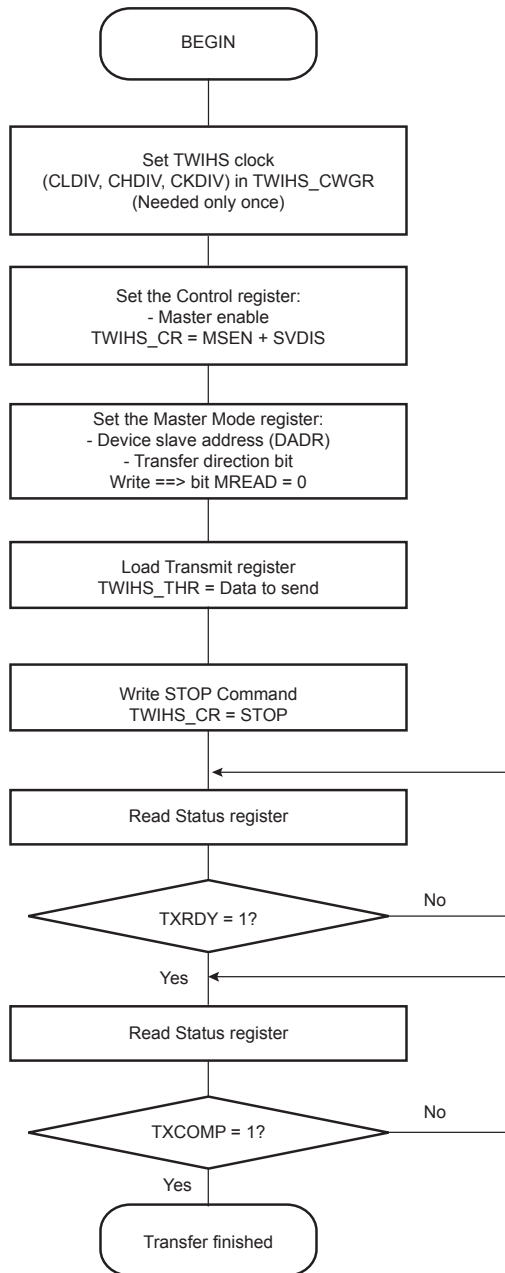 BEGIN
Set TWIHS clock
(CLDIV, CHDIV, CKDIV) in TWIHS_CWGR
(Needed only once)
Set the Control register:
- Master enable
TWIHS_CR = MSEN + SVDIS
Set the Master Mode register:
- Device slave address (DADR)
- Transfer direction bit
Write ==> bit MREAD = 0
Load Transmit register
TWIHS_THR = Data to send
Write STOP Command
TWIHS_CR = STOP
Read Status register
No
TXRDY = 1?
Yes
Read Status register
No
TXCOMP = 1?
Yes
Transfer finished